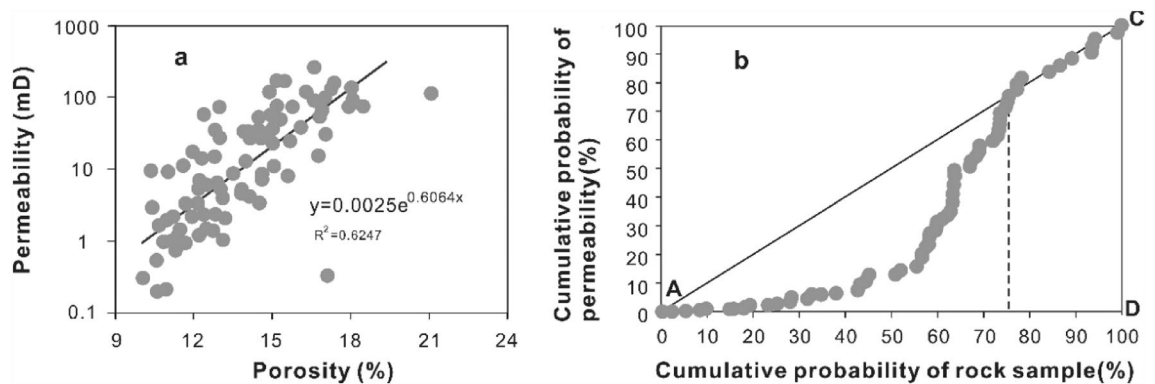 a
1000
100
10
1
0.1
Permeability (mD)
y=0.0025e^0.6064x
R²=0.6247
9 12 15 18 21 24
Porosity (%)
b
C
100
90
80
70
60
50
40
30
20
10
0
Cumulative probability of
permeability(%)
A
D
0 10 20 30 40 50 60 70 80 90 100
Cumulative probability of rock sample(%)